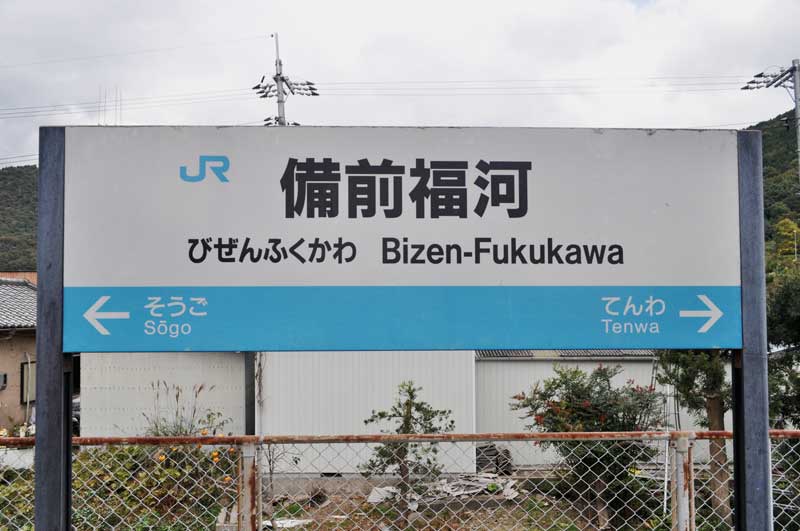 JR
備前福河
びぜんふくかわ Bizen-Fukukawa
← そうご
Sōgo
てんわ →
Tenwa